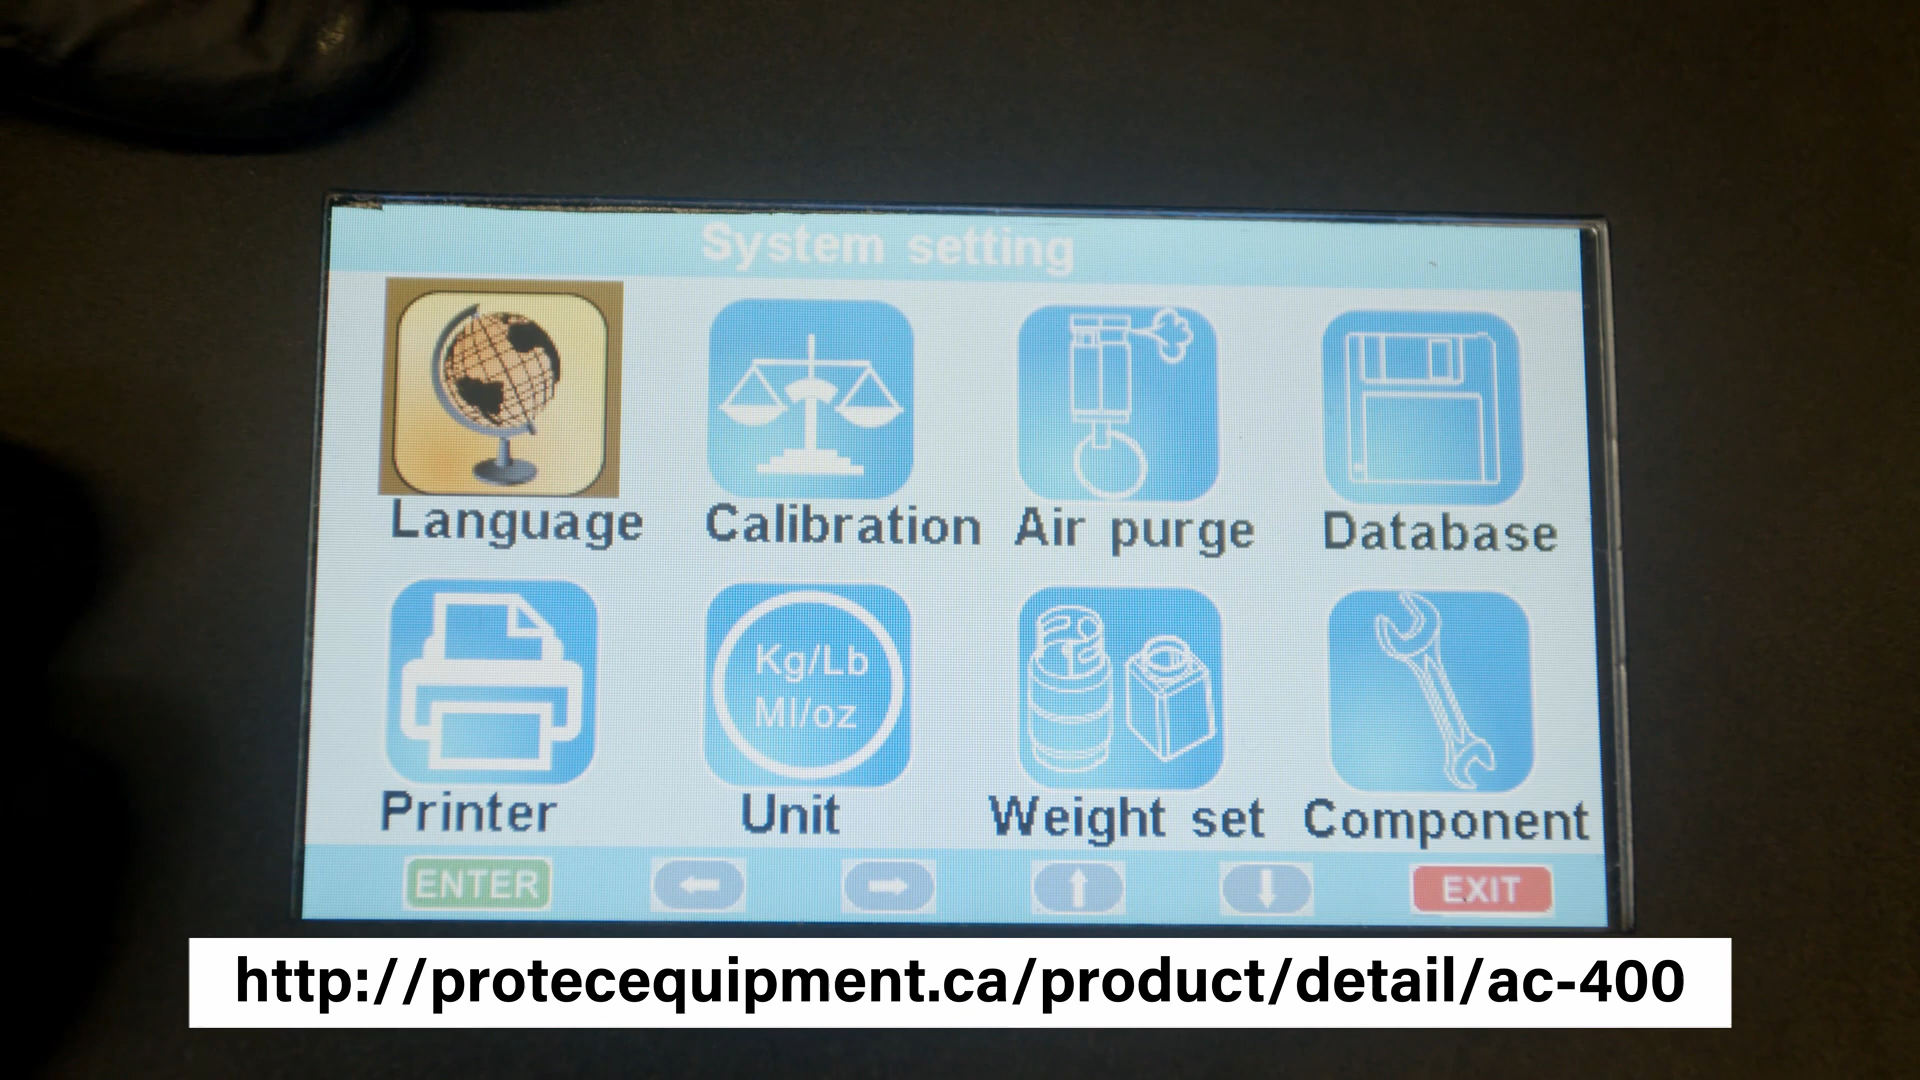 System setting
Language Calibration Air purge Database
Kg/Lb
Ml/oz
Printer Unit Weight set Component
ENTER EXIT
http://protecequipment.ca/product/detail/ac-400